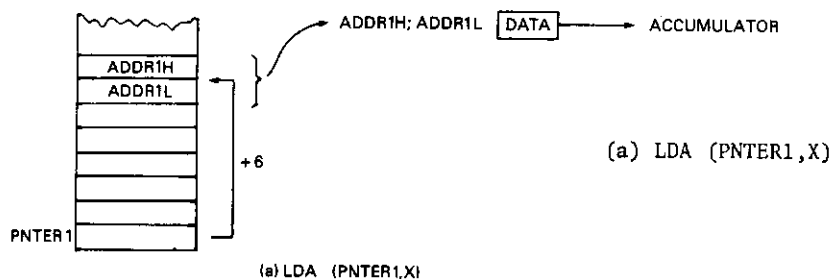 ADDR1H; ADDR1L DATA ACCUMULATOR
ADDR1H
ADDR1L
+6
(a) LDA (PNTER1,X)
PNTER1
(a) LDA (PNTER1,X)